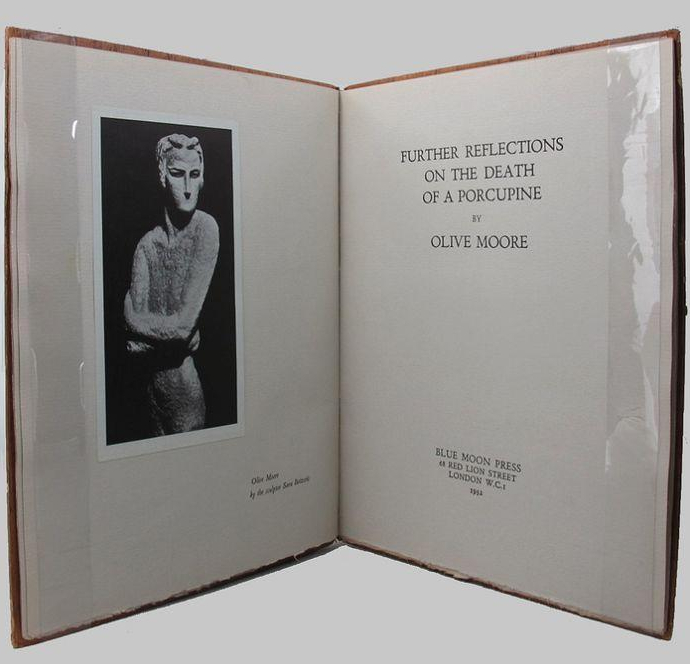 Olive Moore
by the sculptor Sava Botzaris
FURTHER REFLECTIONS
ON THE DEATH
OF A PORCUPINE
BY
OLIVE MOORE
BLUE MOON PRESS
RED LION STREET
LONDON W.C.1
1932